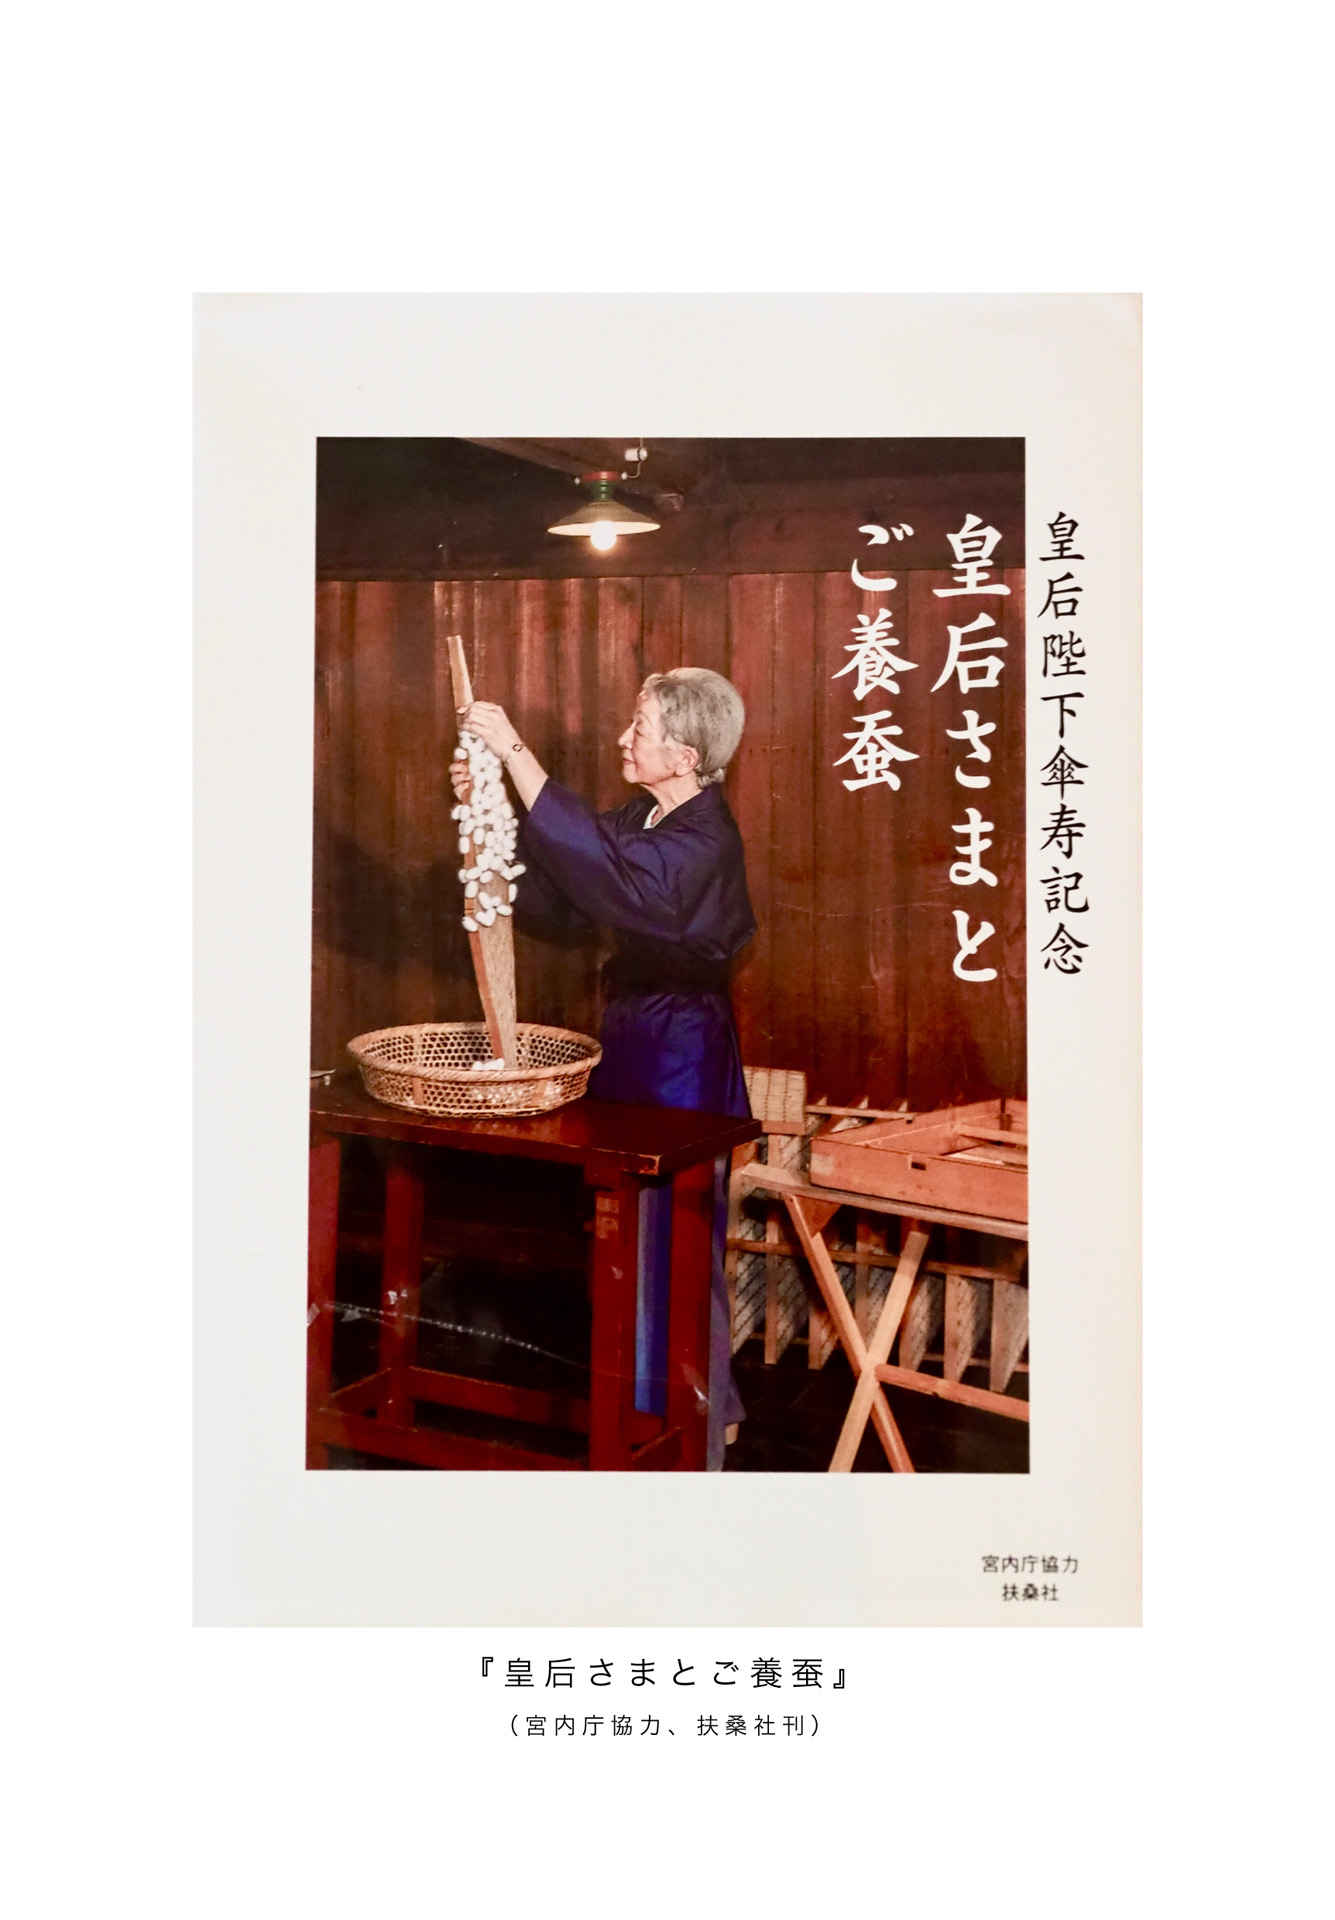 皇后陛下傘寿記念
皇后さまと
ご養蚕
宮内庁協力
扶桑社
『皇后さまとご養蚕』
（宮内庁協力、扶桑社刊）